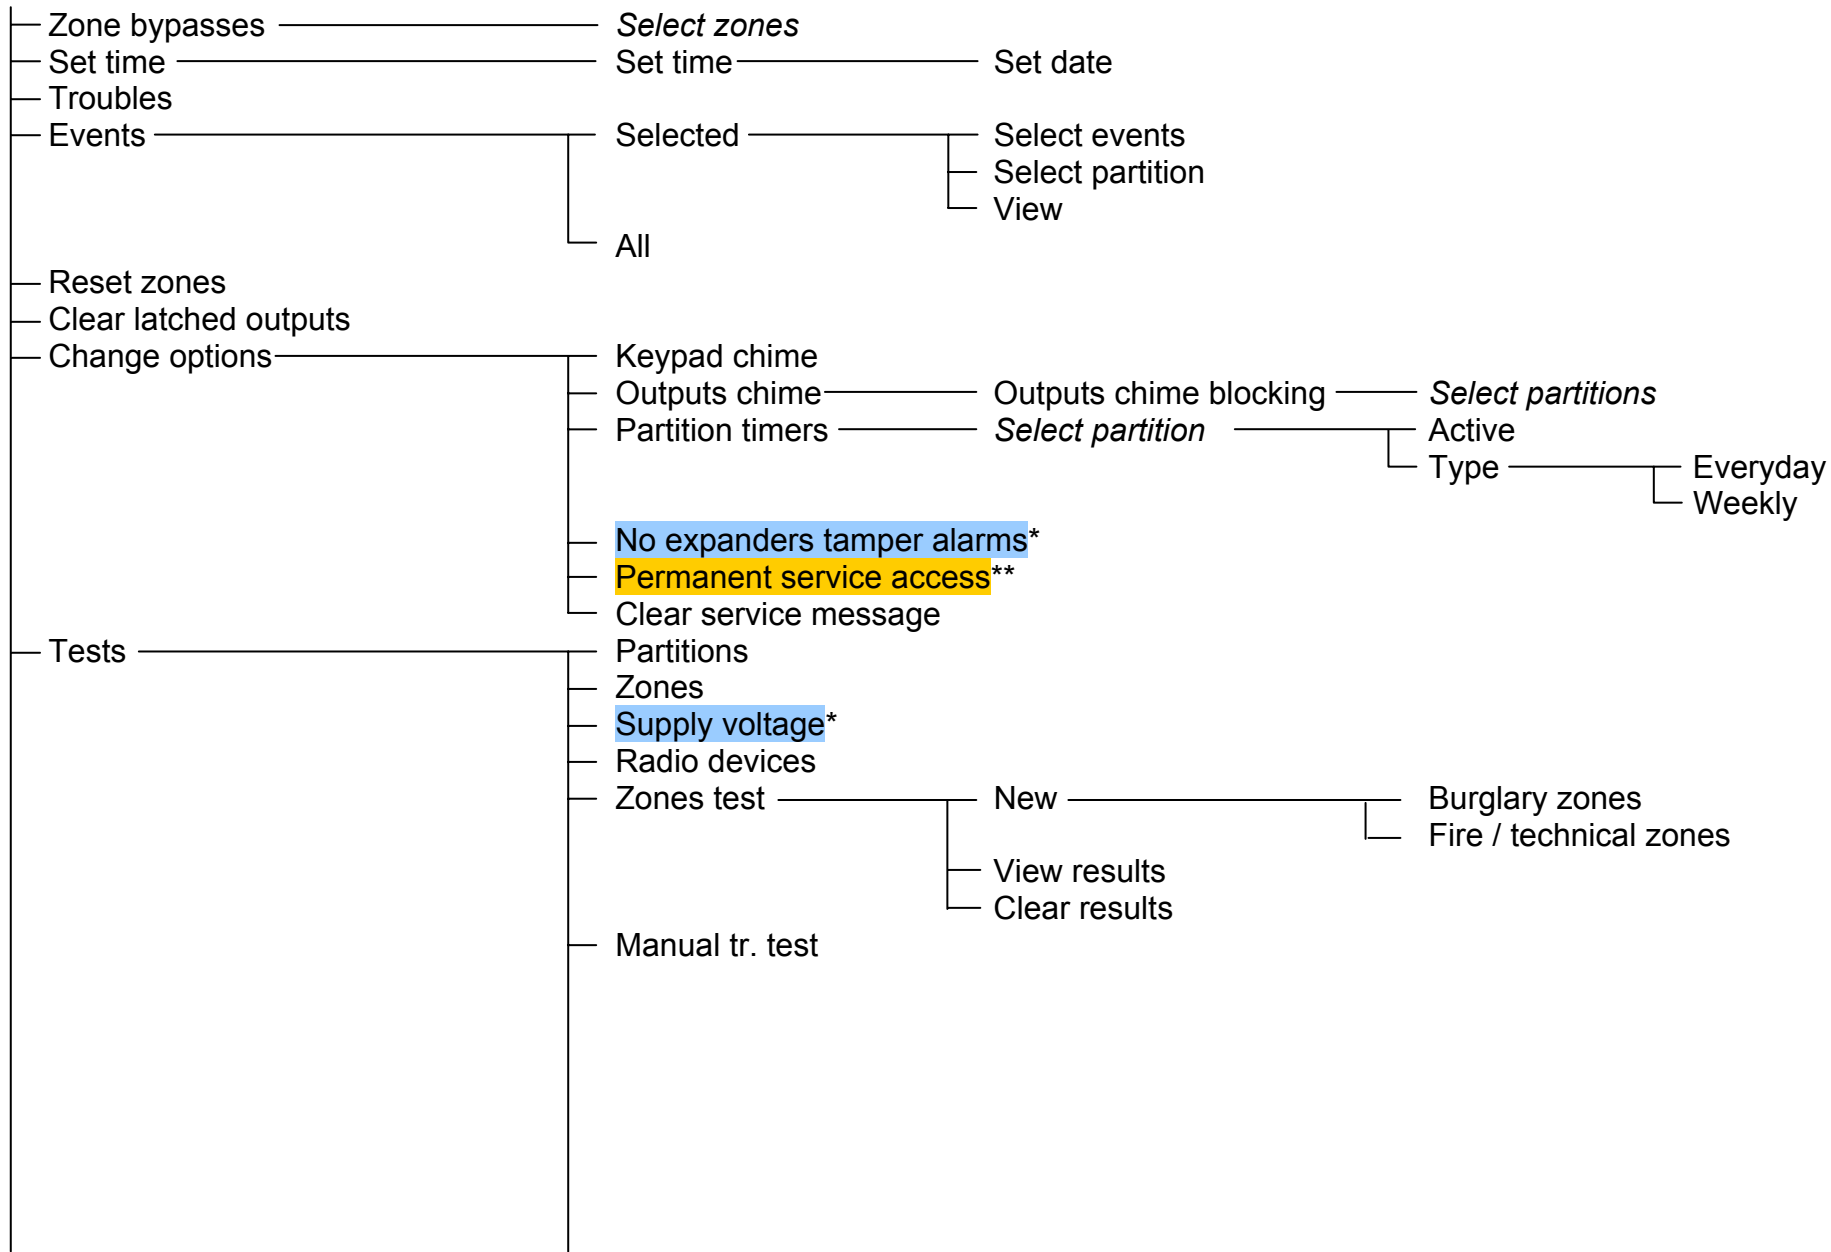 Zone bypasses Select zones
Set time Set time Set date
Troubles
Events Selected Select events
Select partition
View
All
Reset zones
Clear latched outputs
Change options Keypad chime
Outputs chime Outputs chime blocking Select partitions
Partition timers Select partition Active
Type Everyday
Weekly
No expanders tamper alarms*
Permanent service access**
Clear service message
Tests Partitions
Zones
Supply voltage*
Radio devices
Zones test New Burglary zones
Fire / technical zones
View results
Clear results
Manual tr. test